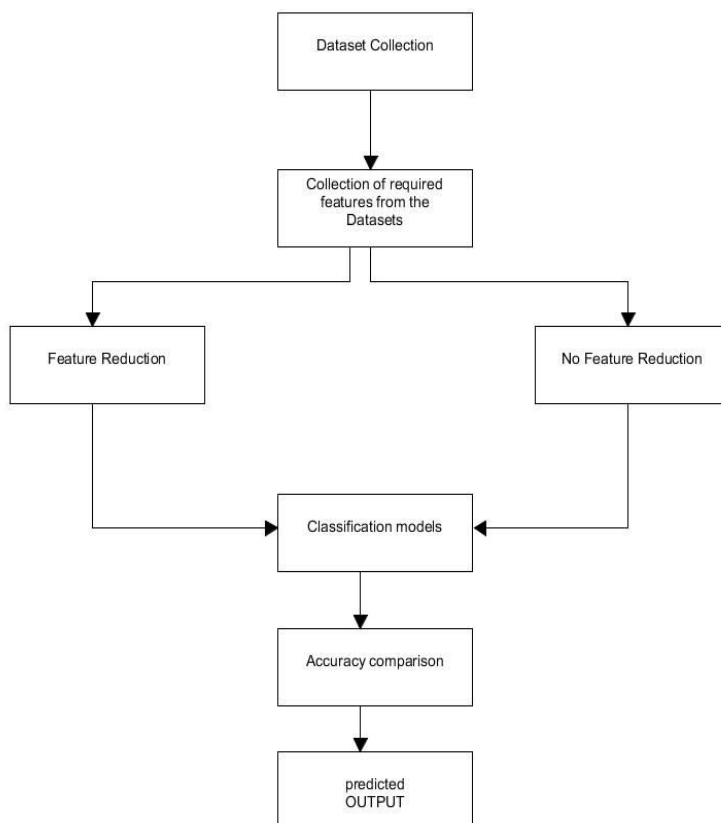 Dataset Collection
Collection of required
features from the
Datasets
Feature Reduction
No Feature Reduction
Classification models
Accuracy comparison
predicted
OUTPUT